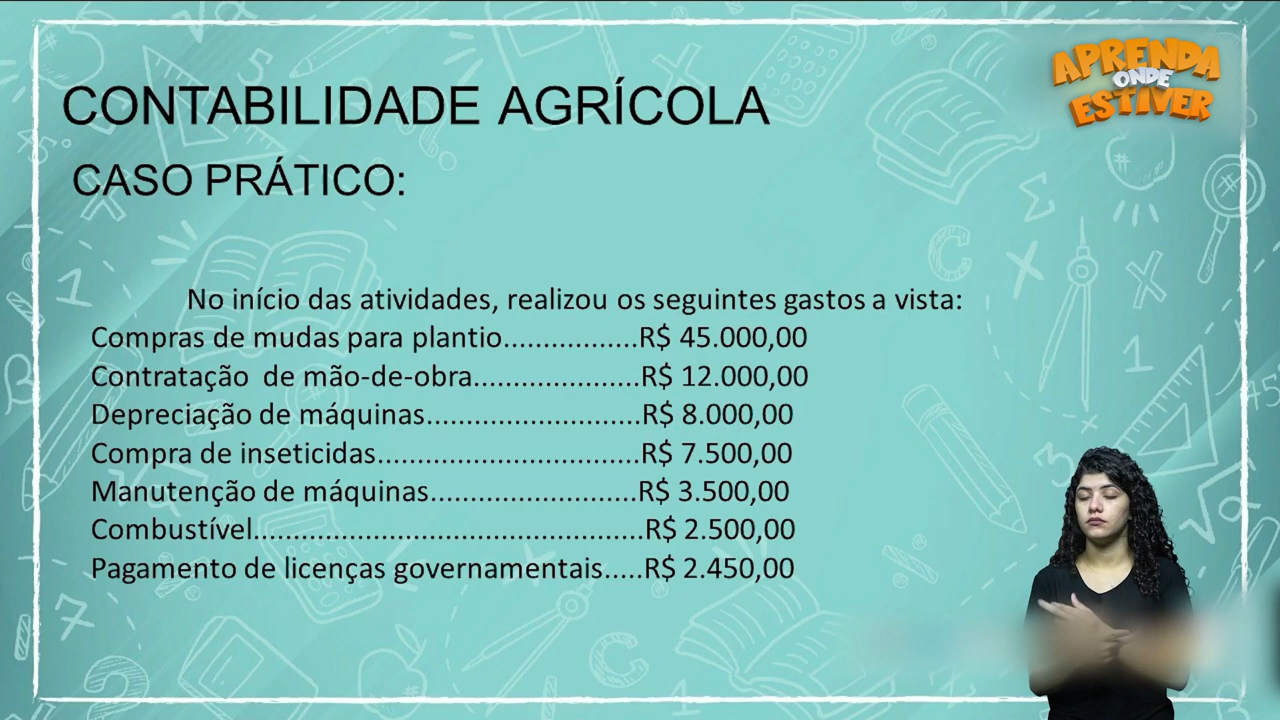 APRENDA
ONDE
ESTIVER
CONTABILIDADE AGRÍCOLA
CASO PRÁTICO:
No início das atividades, realizou os seguintes gastos a vista:
Compras de mudas para plantio.................R$ 45.000,00
Contratação  de mão-de-obra.....................R$ 12.000,00
Depreciação de máquinas...........................R$ 8.000,00
Compra de inseticidas.................................R$ 7.500,00
Manutenção de máquinas..........................R$ 3.500,00
Combustível.................................................R$ 2.500,00
Pagamento de licenças governamentais.....R$ 2.450,00